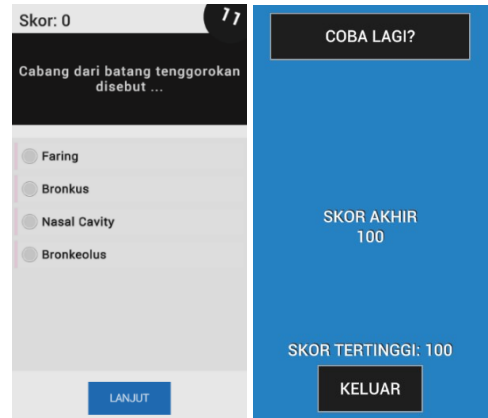 Skor: 0
11
Cabang dari batang tenggorokan
disebut ...
Faring
Bronkus
Nasal Cavity
Bronkeolus
LANJUT
COBA LAGI?
SKOR AKHIR
100
SKOR TERTINGGI: 100
KELUAR